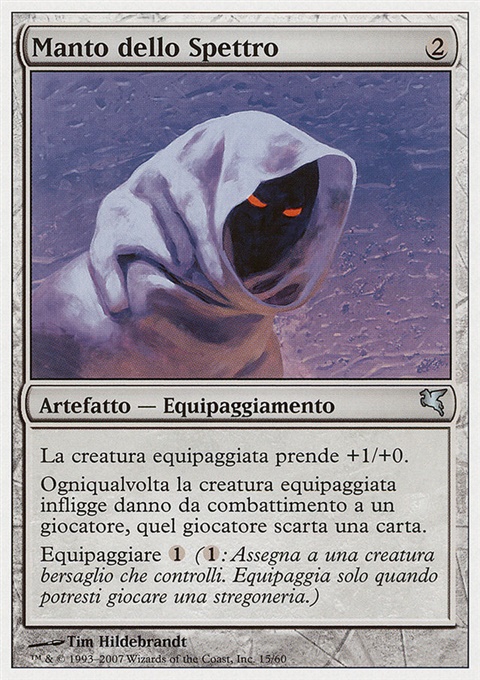 Manto dello Spettro 2
Artefatto — Equipaggiamento
La creatura equipaggiata prende +1/+0.
Ogniqualvolta la creatura equipaggiata
infligge danno da combattimento a un
giocatore, quel giocatore scarta una carta.
Equipaggiare 1 (1: Assegna a una creatura
bersaglio che controlli. Equipaggia solo quando
potresti giocare una stregoneria.)
Tim Hildebrandt
™ & © 1993–2007 Wizards of the Coast, Inc. 15/60